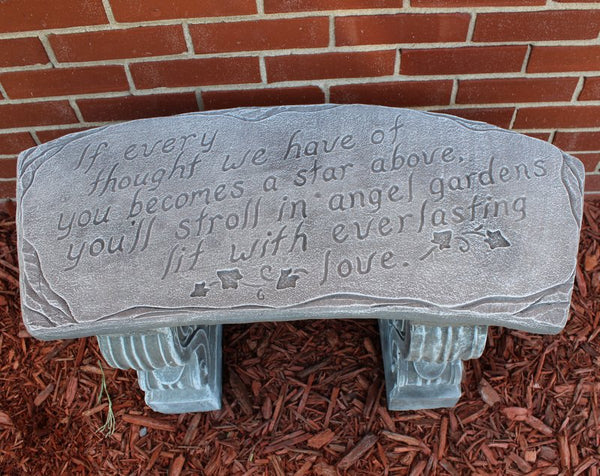 If every
thought we have of
you becomes a star above,
you'll stroll in angel gardens
lit with everlasting
love.